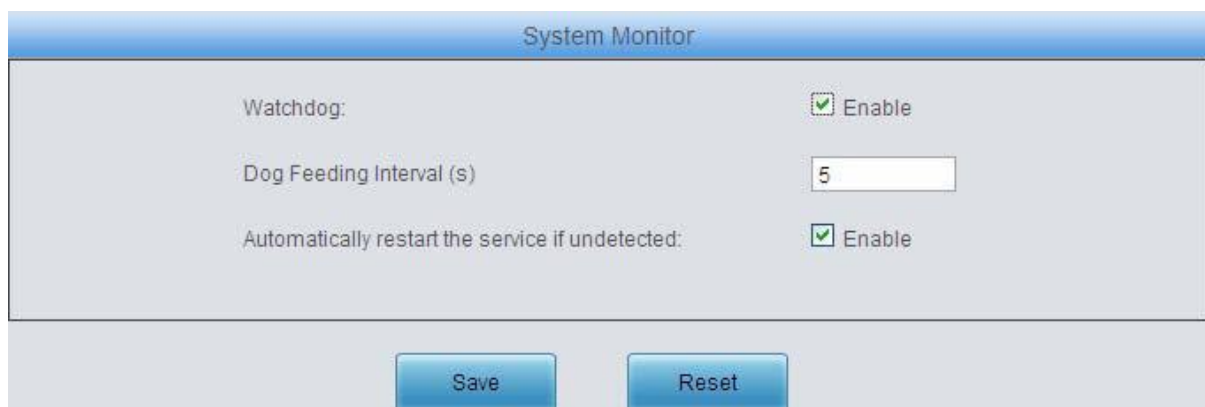 System Monitor
Watchdog: Enable
Dog Feeding Interval (s) 5
Automatically restart the service if undetected: Enable
Save Reset